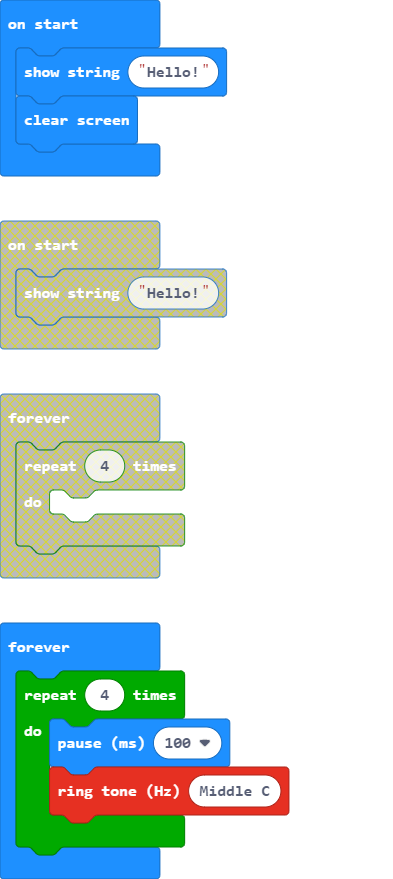 on start
show string "Hello!"
clear screen
on start
show string "Hello!"
forever
repeat 4 times
do
forever
repeat 4 times
do
pause (ms) 100
ring tone (Hz) Middle C